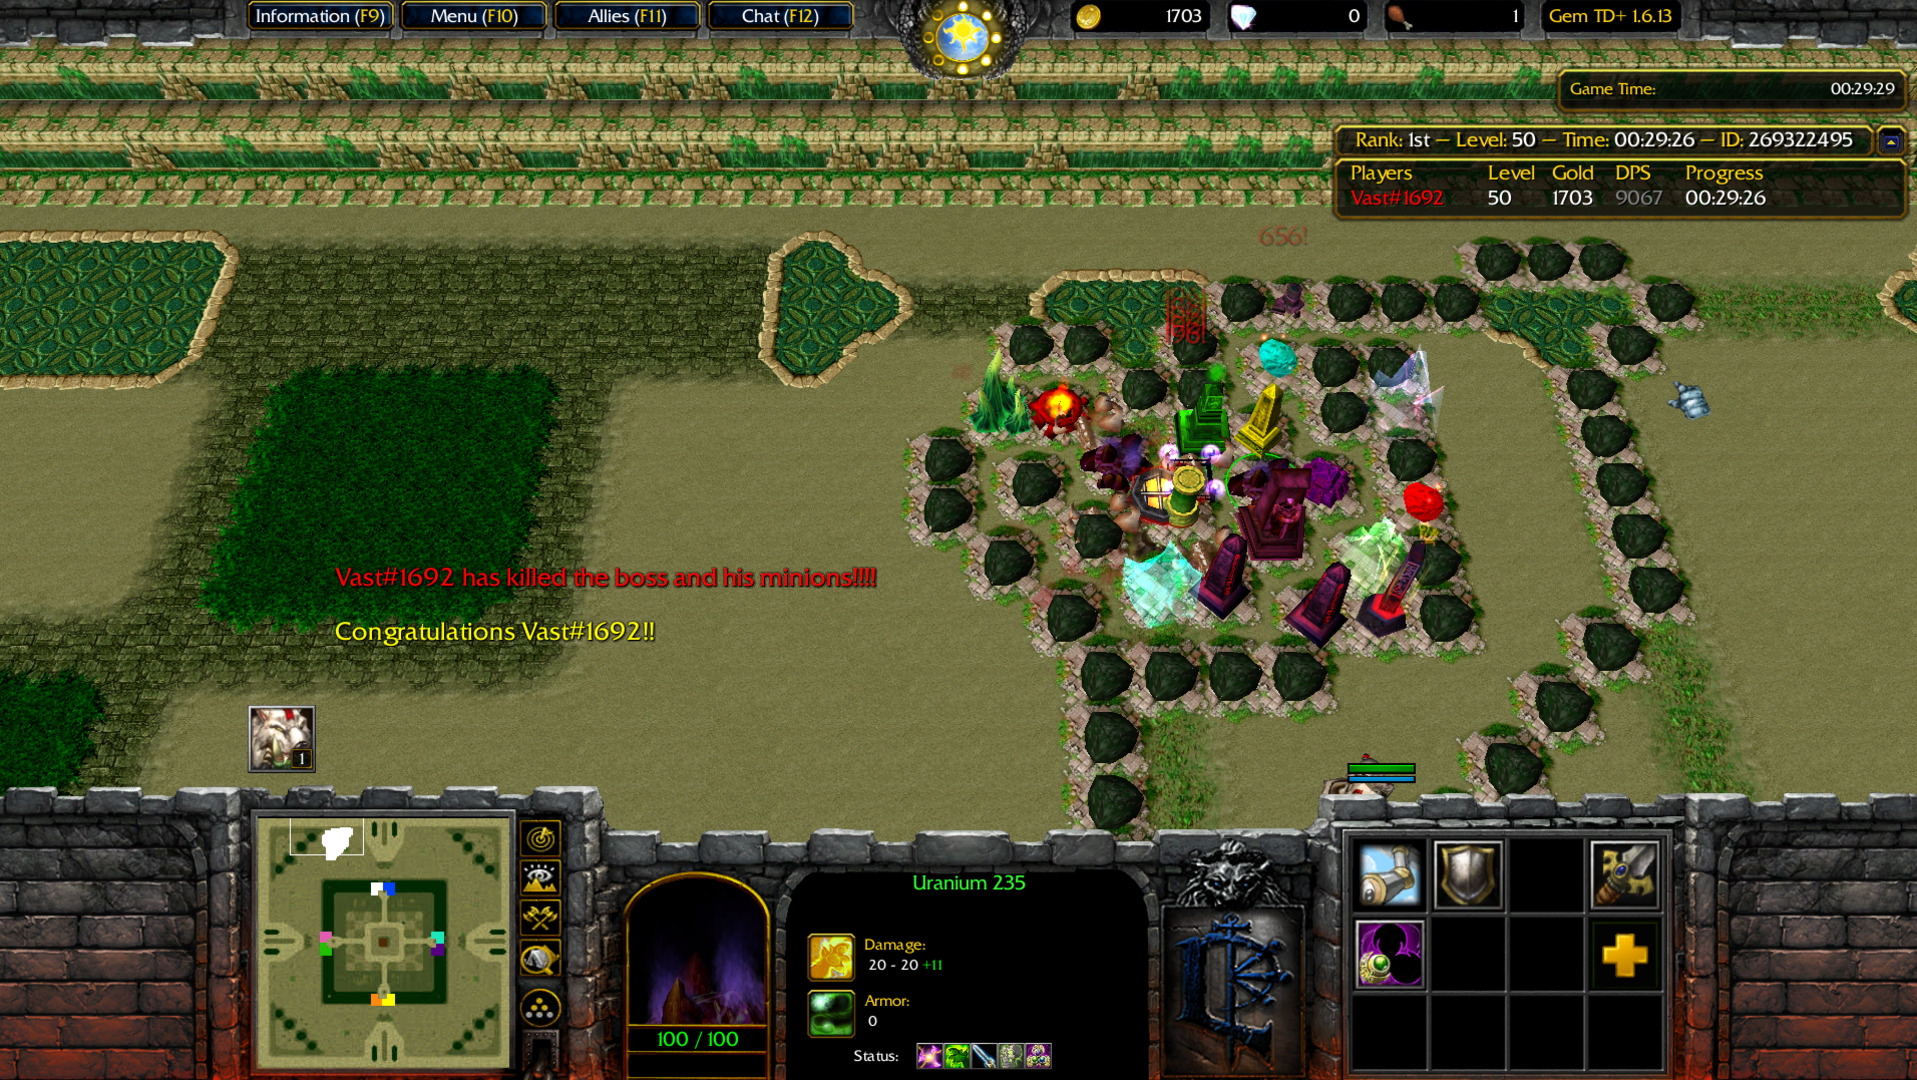 Information (F9)
Menu (F10)
Allies (F11)
Chat (F12)
1703
0
1
Gem TD+ 1.6.13
Game Time: 00:29:29
Rank: 1st — Level: 50 — Time: 00:29:26 — ID: 269322495
Players Level Gold DPS Progress
Vast#1692 50 1703 9067 00:29:26
656!
Vast#1692 has killed the boss and his minions!!!!
Congratulations Vast#1692!!
1
Uranium 235
Damage:
20 - 20 +11
Armor:
0
100 / 100
Status: